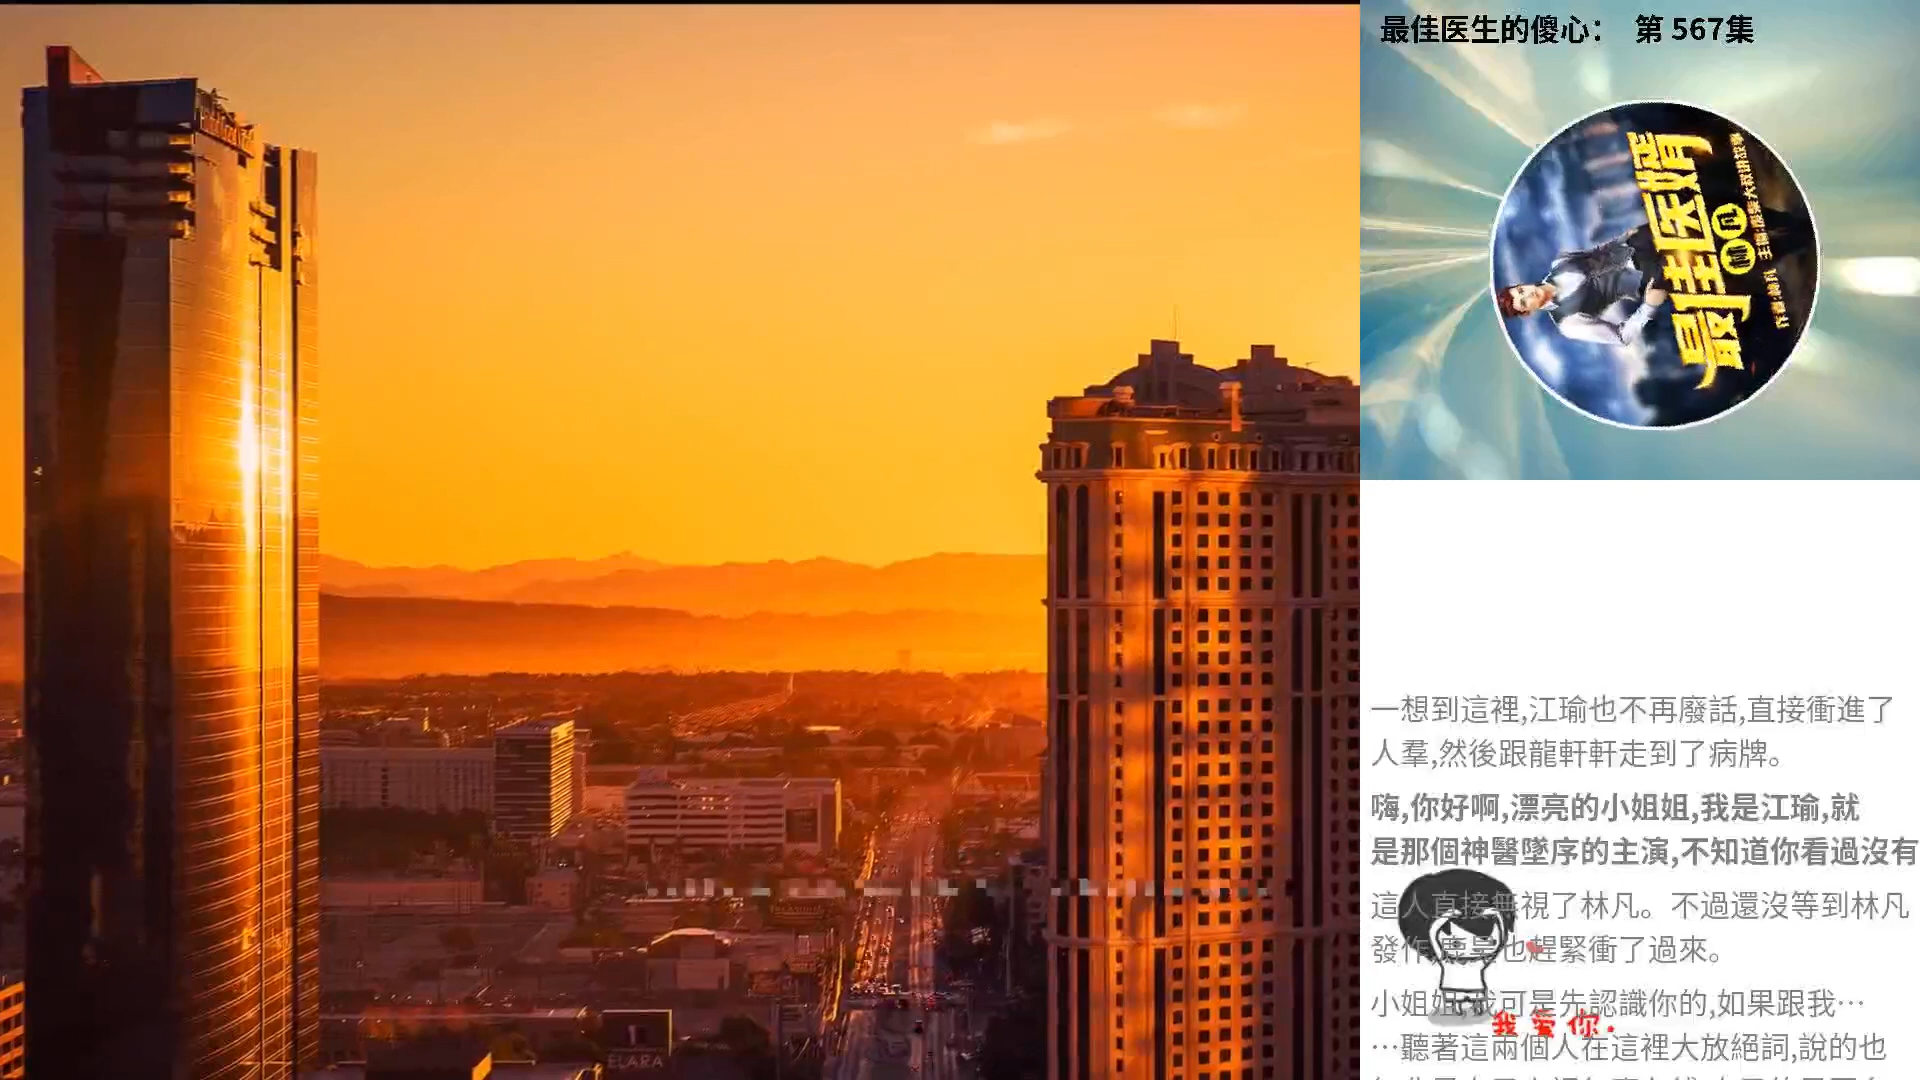 最佳医生的傻心： 第 567集
最佳医婿
ELARA
一想到這裡,江瑜也不再廢話,直接衝進了
人羣,然後跟龍軒軒走到了病牌。
嗨,你好啊,漂亮的小姐姐,我是江瑜,就
是那個神醫墜序的主演,不知道你看過沒有
這人直接無視了林凡。不過還沒等到林凡
發作,鹿昊也趕緊衝了過來。
小姐姐,我可是先認識你的,如果跟我…
我爱你.
…聽著這兩個人在這裡大放絕詞,說的也